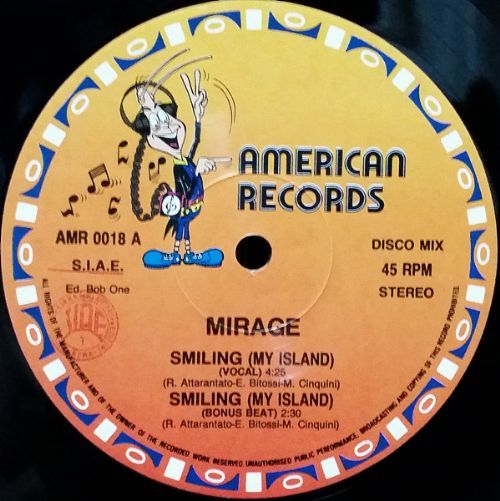 AMERICAN
RECORDS
AMR 0018 A
S.I.A.E.
Ed. Bob One
DISCO MIX
45 RPM
STEREO
MIRAGE
SMILING (MY ISLAND)
(VOCAL) 4:25
(R. Attarantato-E. Bitossi-M. Cinquini)
SMILING (MY ISLAND)
(BONUS BEAT) 2:30
(R. Attarantato-E. Bitossi-M. Cinquini)
ALL RIGHTS OF THE MANUFACTURER AND OF THE OWNER OF THE RECORDED WORK RESERVED. UNAUTHORISED PUBLIC PERFORMANCE, BROADCASTING AND COPYING OF THIS RECORD PROHIBITED.